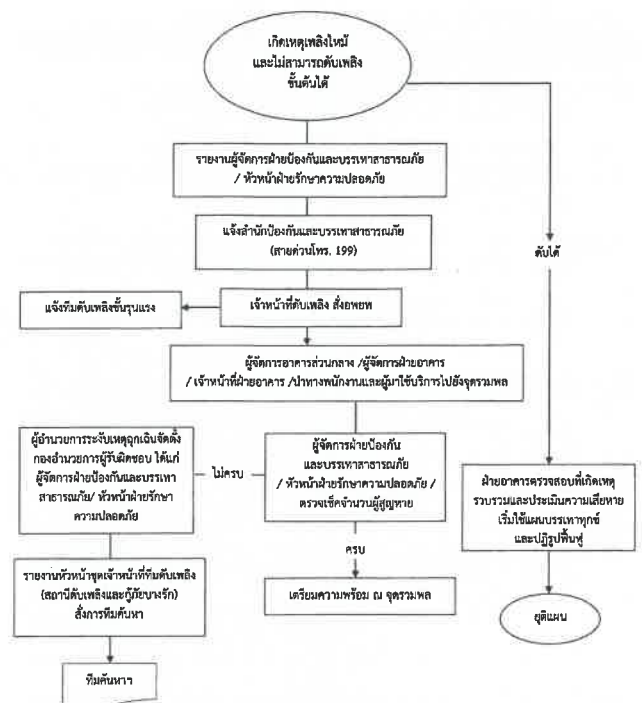 เกิดเหตุเพลิงไหม้
และไม่สามารถดับเพลิง
ขั้นต้นได้
รายงานผู้จัดการฝ่ายป้องกันและบรรเทาสาธารณภัย
/ หัวหน้าฝ่ายรักษาความปลอดภัย
แจ้งสำนักป้องกันและบรรเทาสาธารณภัย
(สายด่วนโทร. 199)
ดับได้
แจ้งทีมดับเพลิงขั้นรุนแรง
เจ้าหน้าที่ดับเพลิง สั่งอพยพ
ผู้จัดการอาคารส่วนกลาง /ผู้จัดการฝ่ายอาคาร
/ เจ้าหน้าที่ฝ่ายอาคาร /นำทางพนักงานและผู้มาใช้บริการไปยังจุดรวมพล
ผู้อำนวยการระงับเหตุฉุกเฉินจัดตั้ง
กองอำนวยการผู้รับผิดชอบ ได้แก่
ผู้จัดการฝ่ายป้องกันและบรรเทา
สาธารณภัย/ หัวหน้าฝ่ายรักษา
ความปลอดภัย
ไม่ครบ
ผู้จัดการฝ่ายป้องกัน
และบรรเทาสาธารณภัย
/ หัวหน้าฝ่ายรักษาความปลอดภัย /
ตรวจเช็คจำนวนผู้สูญหาย
ฝ่ายอาคารตรวจสอบที่เกิดเหตุ
รวบรวมและประเมินความเสียหาย
เริ่มใช้แผนบรรเทาทุกข์
และปฏิรูปฟื้นฟู
ครบ
รายงานหัวหน้าชุดเจ้าหน้าที่ทีมดับเพลิง
(สถานีดับเพลิงและกู้ภัยบางรัก)
สั่งการทีมค้นหา
เตรียมความพร้อม ณ จุดรวมพล
ยุติแผน
ทีมค้นหาฯ